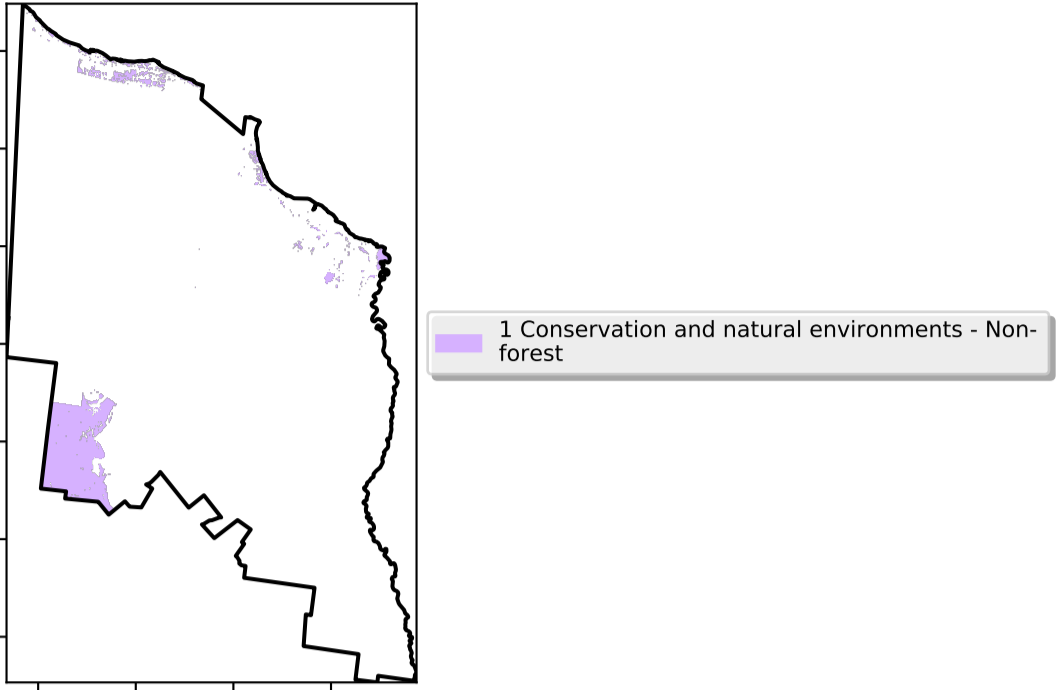 1 Conservation and natural environments - Non-
forest